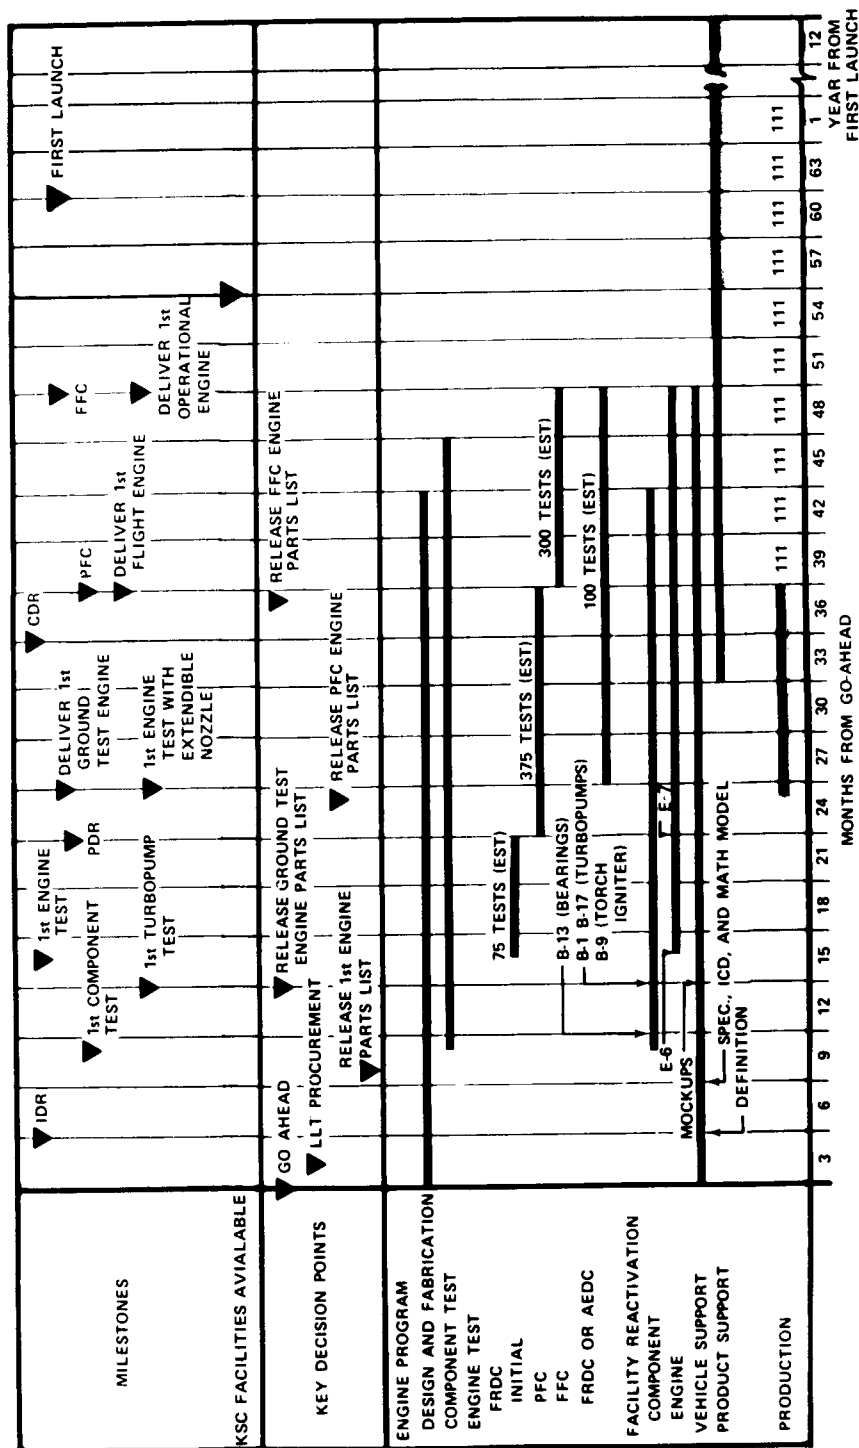 MILESTONES
IDR
1st COMPONENT
TEST
1st ENGINE
TEST
1st TURBOPUMP
TEST
PDR
DELIVER 1st
GROUND
TEST ENGINE
1st ENGINE
TEST WITH
EXTENDIBLE
NOZZLE
CDR
PFC
DELIVER 1st
FLIGHT ENGINE
FFC
DELIVER 1st
OPERATIONAL
ENGINE
FIRST LAUNCH
KSC FACILITIES AVIALABLE
KEY DECISION POINTS
GO AHEAD
LLT PROCUREMENT
RELEASE 1st ENGINE
PARTS LIST
RELEASE GROUND TEST
ENGINE PARTS LIST
RELEASE PFC ENGINE
PARTS LIST
RELEASE FFC ENGINE
PARTS LIST
ENGINE PROGRAM
DESIGN AND FABRICATION
COMPONENT TEST
ENGINE TEST
FRDC
INITIAL
75 TESTS (EST)
PFC
375 TESTS (EST)
FFC
300 TESTS (EST)
FRDC OR AEDC
100 TESTS (EST)
B-13 (BEARINGS)
B-1 B-17 (TURBOPUMPS)
B-9 (TORCH
IGNITER)
FACILITY REACTIVATION
COMPONENT
E-7
ENGINE
E-6
VEHICLE SUPPORT
MOCKUPS
PRODUCT SUPPORT
SPEC., ICD, AND MATH MODEL
DEFINITION
PRODUCTION
111 111 111 111 111 111 111 111 111 111
3 6 9 12 15 18 21 24 27 30 33 36 39 42 45 48 51 54 57 60 63 1 12
MONTHS FROM GO-AHEAD
YEAR FROM
FIRST LAUNCH